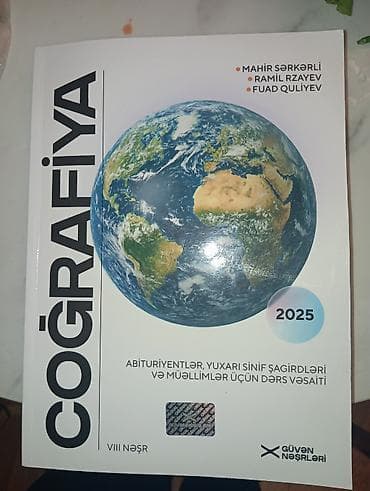 COĞRAFİYA
• MAHİR SƏRKƏRLİ
• RAMİL RZAYEV
• FUAD QULİYEV
2025
ABİTURİYENTLƏR, YUXARI SİNİF ŞAGİRDLƏRİ
VƏ MÜƏLLİMLƏR ÜÇÜN DƏRS VƏSAİTİ
VIII NƏŞR
GÜVƏN
NƏŞRLƏRİ